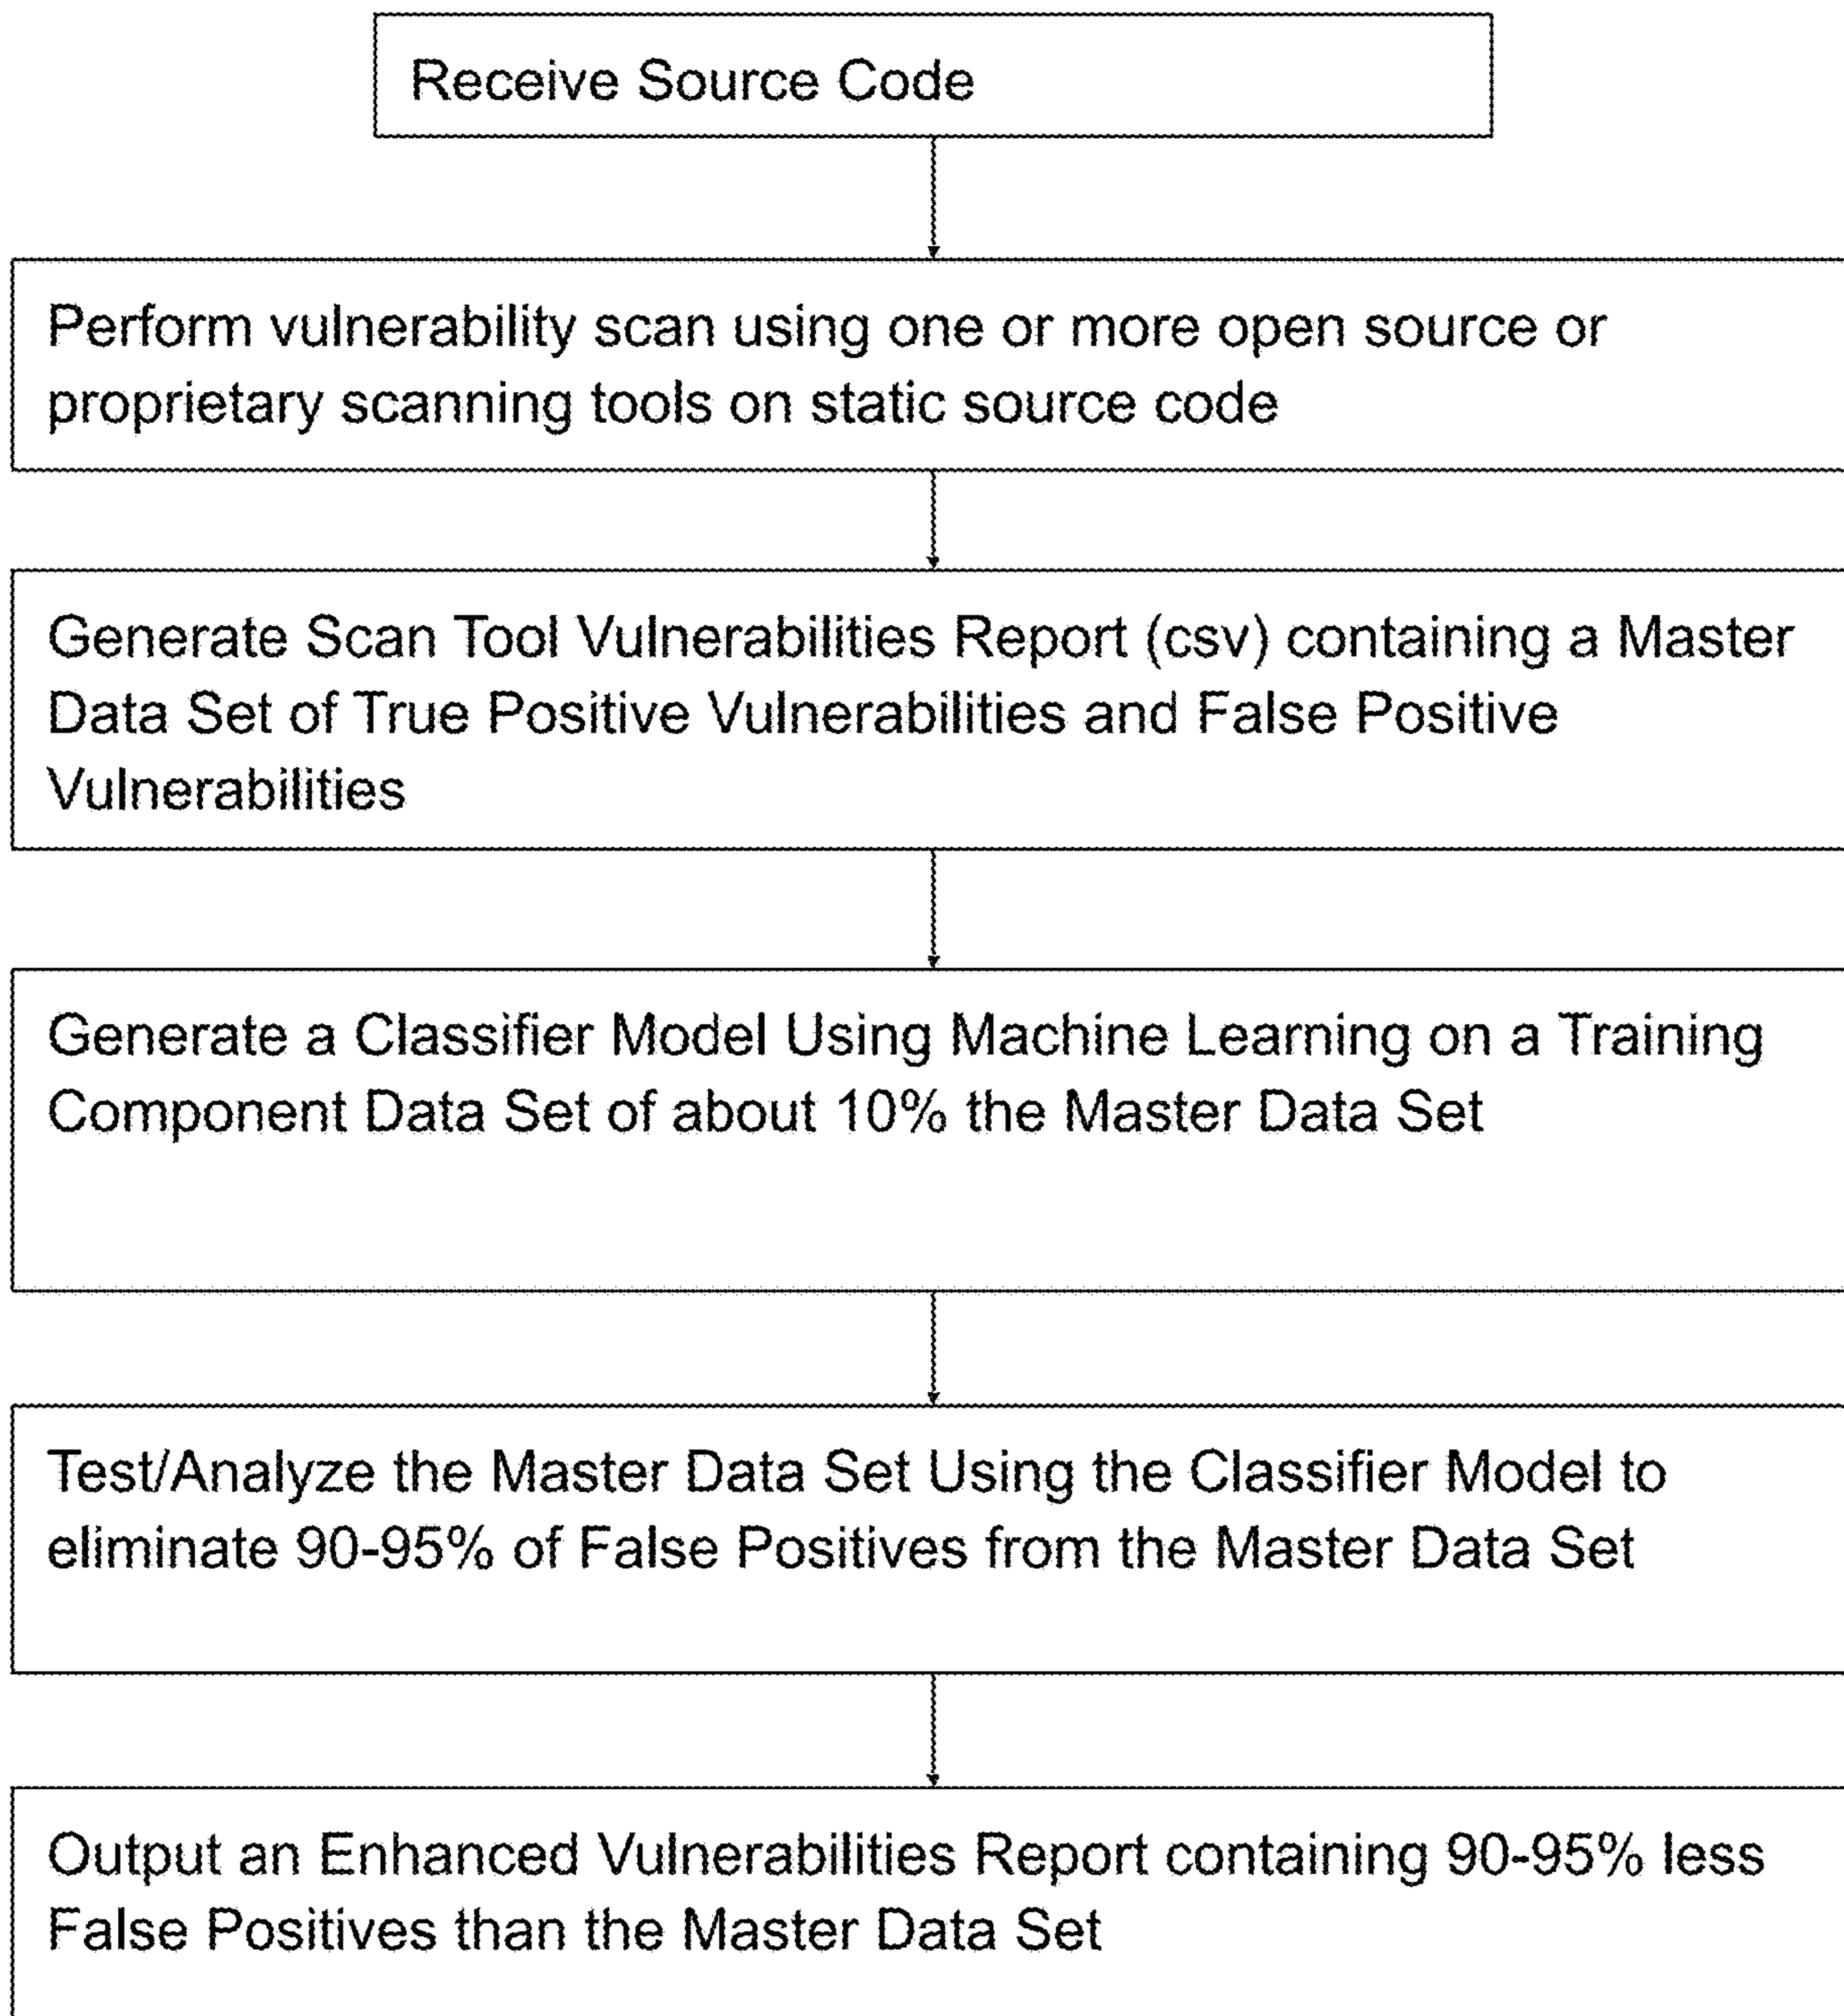 Receive Source Code
Perform vulnerability scan using one or more open source or
proprietary scanning tools on static source code
Generate Scan Tool Vulnerabilities Report (csv) containing a Master
Data Set of True Positive Vulnerabilities and False Positive
Vulnerabilities
Generate a Classifier Model Using Machine Learning on a Training
Component Data Set of about 10% the Master Data Set
Test/Analyze the Master Data Set Using the Classifier Model to
eliminate 90-95% of False Positives from the Master Data Set
Output an Enhanced Vulnerabilities Report containing 90-95% less
False Positives than the Master Data Set